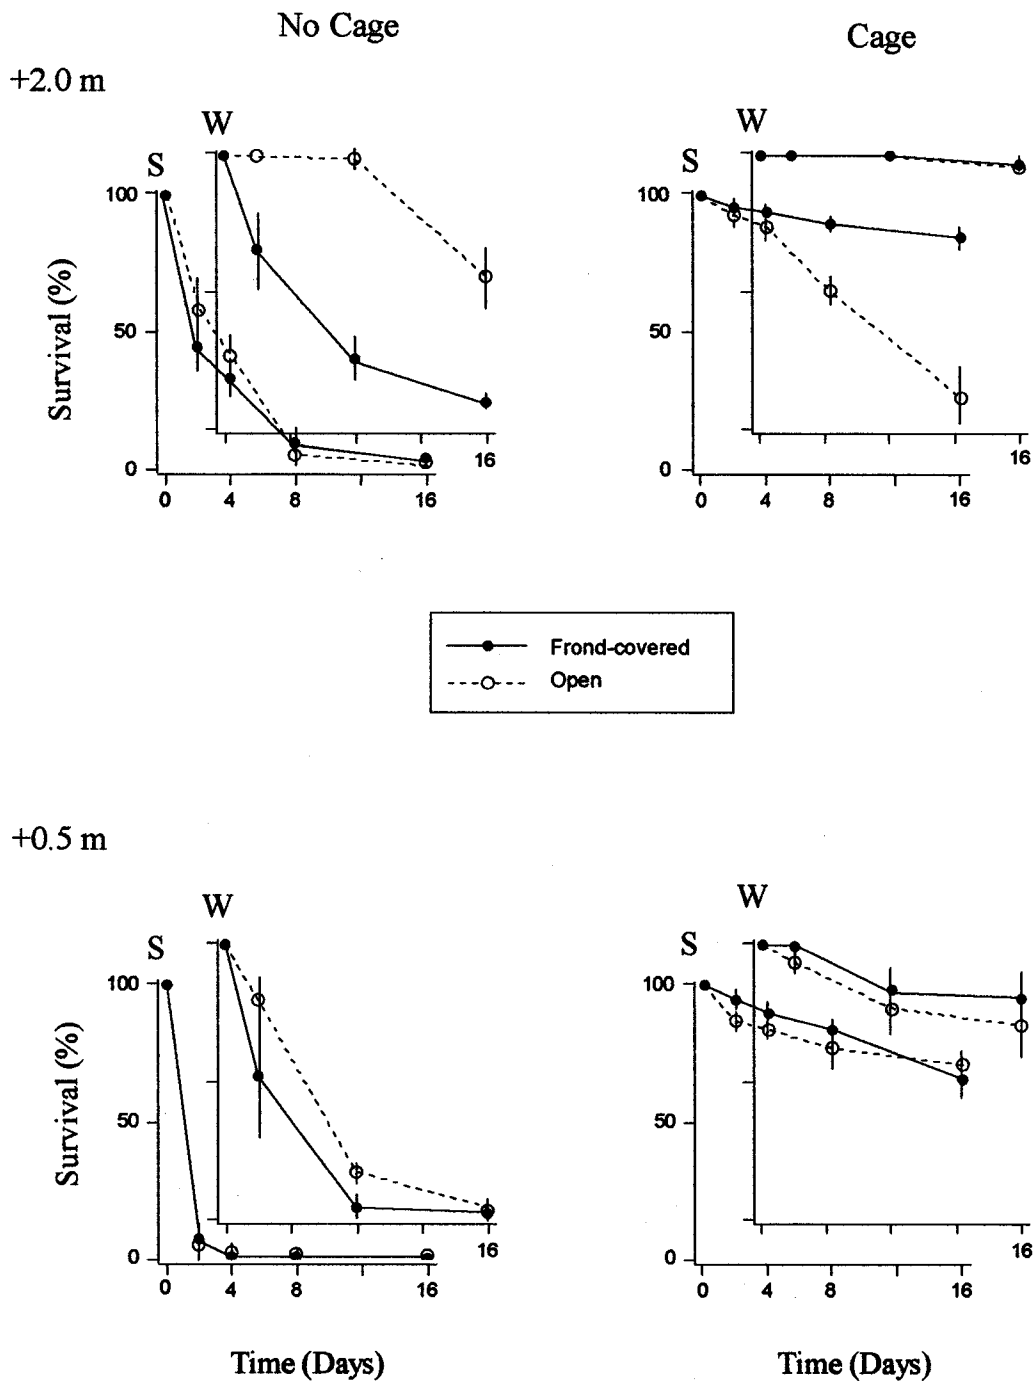 No Cage
Cage
+2.0 m
W
W
S
S
100
100
50
50
0
0
Survival (%)
16
16
0 4 8 16
0 4 8 16
Frond-covered
Open
+0.5 m
W
W
S
S
100
100
50
50
0
0
Survival (%)
16
16
0 4 8 16
0 4 8 16
Time (Days)
Time (Days)